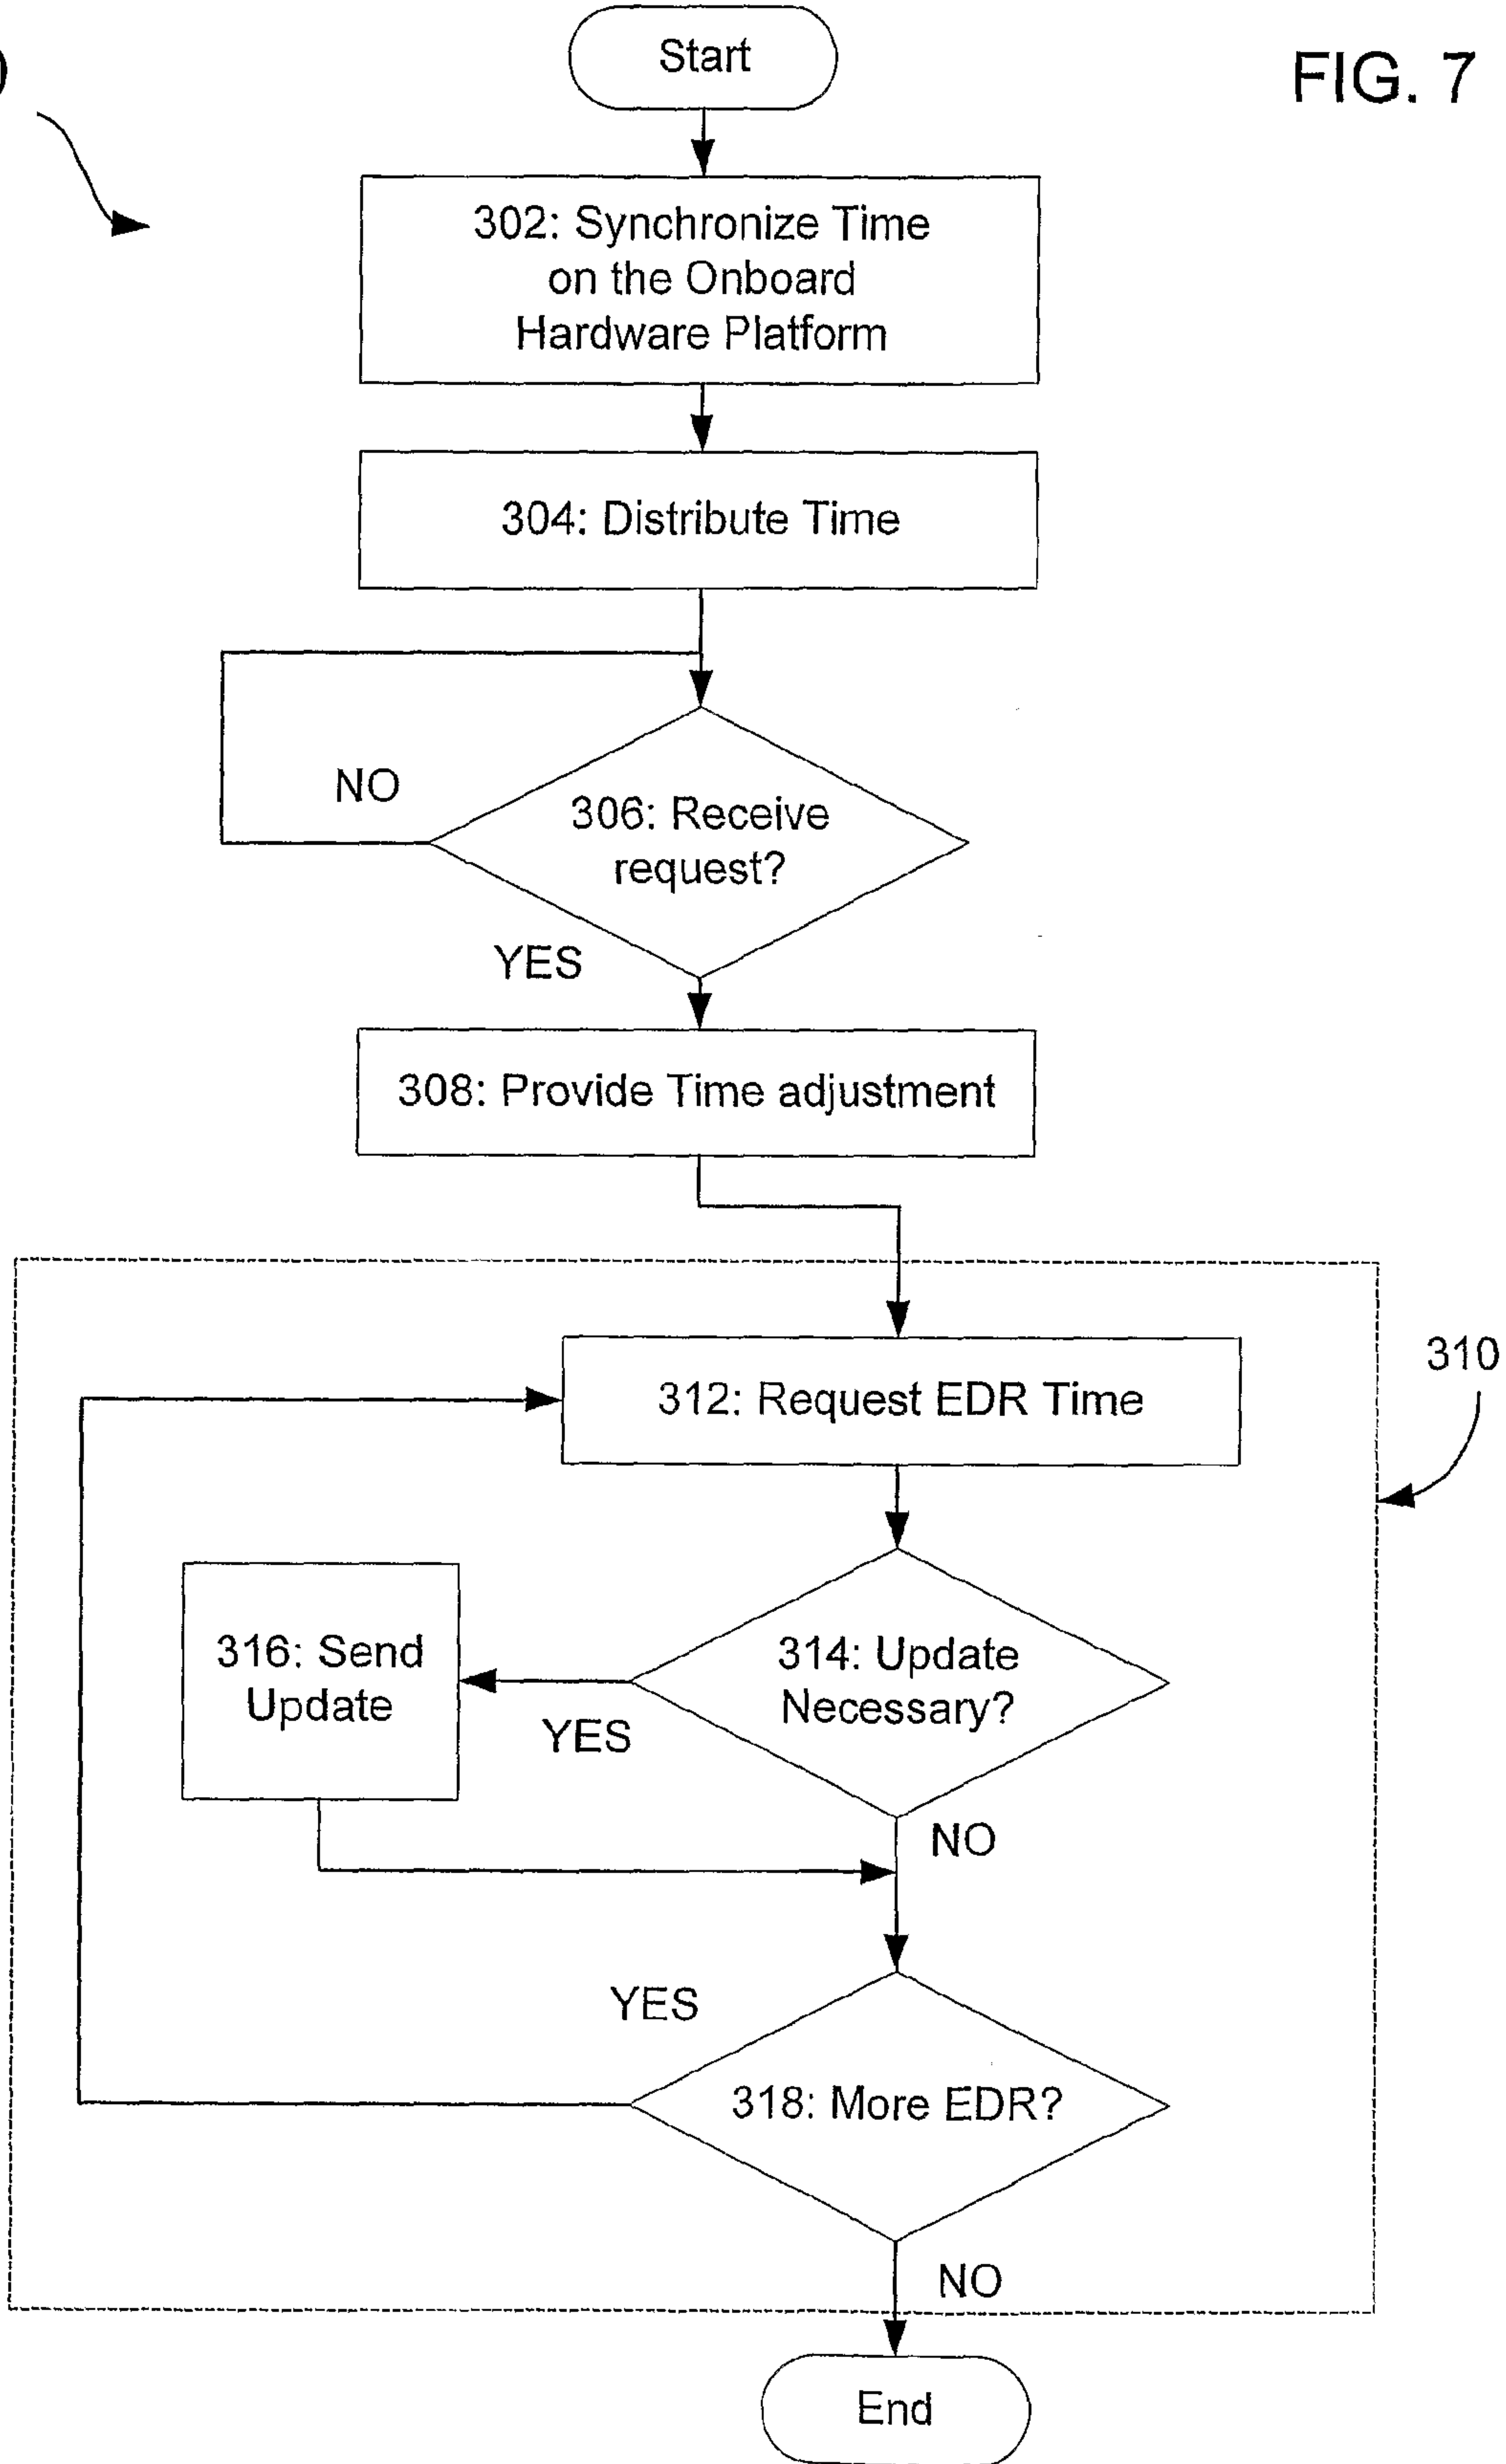 Start
FIG. 7
302: Synchronize Time
on the Onboard
Hardware Platform
304: Distribute Time
NO
306: Receive
request?
YES
308: Provide Time adjustment
310
312: Request EDR Time
316: Send
Update
314: Update
Necessary?
YES
NO
YES
318: More EDR?
NO
End